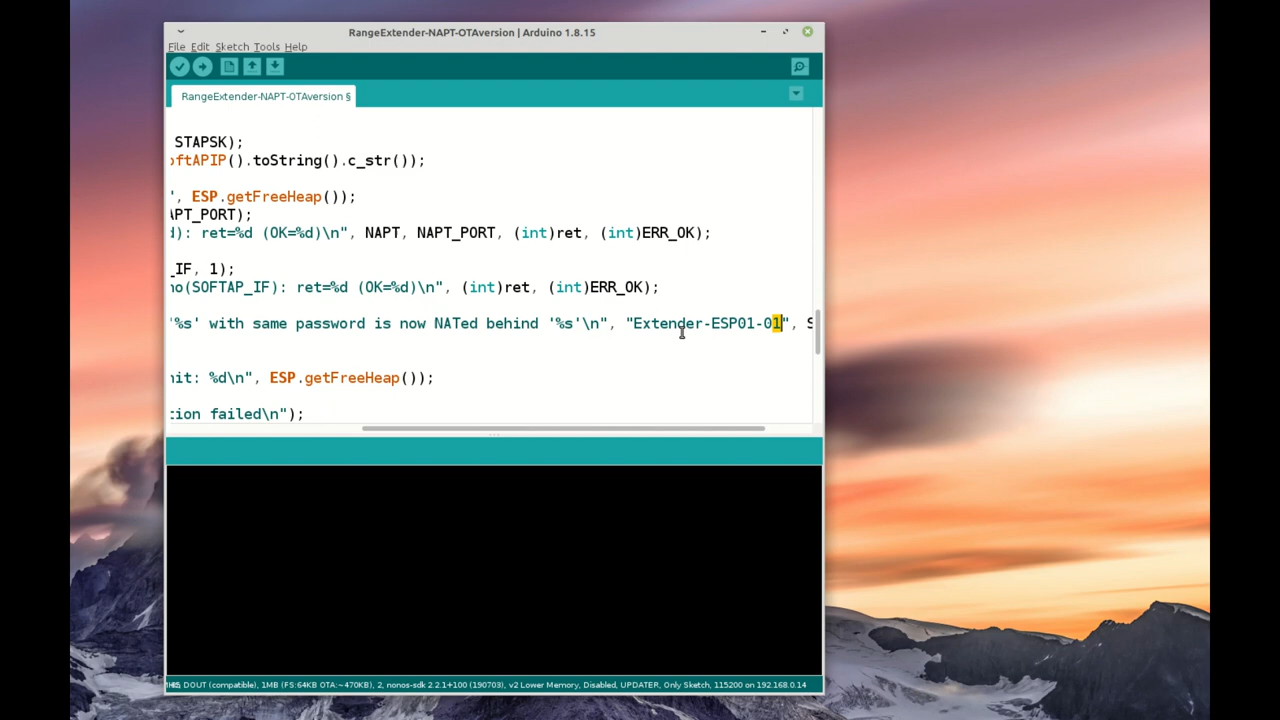 RangeExtender-NAPT-OTAversion | Arduino 1.8.15
File Edit Sketch Tools Help
RangeExtender-NAPT-OTAversion §
STAPSK);
oftAPIP().toString().c_str());
", ESP.getFreeHeap());
APT_PORT);
d): ret=%d (OK=%d)\n", NAPT, NAPT_PORT, (int)ret, (int)ERR_OK);
_IF, 1);
no(SOFTAP_IF): ret=%d (OK=%d)\n", (int)ret, (int)ERR_OK);
'%s' with same password is now NATed behind '%s'\n", "Extender-ESP01-01", S
nit: %d\n", ESP.getFreeHeap());
tion failed\n");
DOUT (compatible), 1MB (FS:64KB OTA:~470KB), 2, nonos-sdk 2.2.1+100 (190703), v2 Lower Memory, Disabled, UPDATER, Only Sketch, 115200 on 192.168.0.14